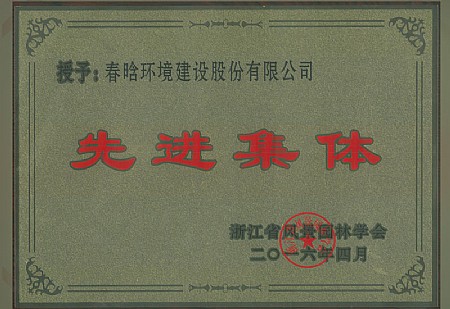 授予：春晗环境建设股份有限公司
先进集体
浙江省风景园林学会
二〇一六年四月